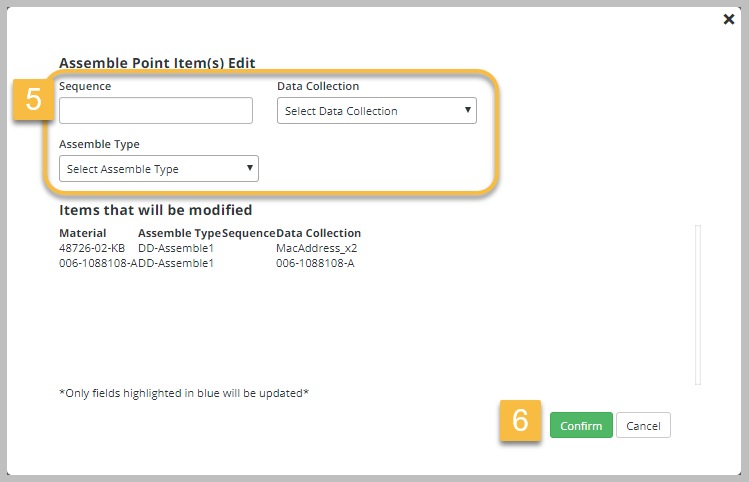 ✖
Assemble Point Item(s) Edit
5
Sequence Data Collection
Select Data Collection
Assemble Type
Select Assemble Type
Items that will be modified
Material Assemble Type Sequence Data Collection
48726-02-KB DD-Assemble1 MacAddress_x2
006-1088108-A DD-Assemble1 006-1088108-A
*Only fields highlighted in blue will be updated*
6 Confirm Cancel